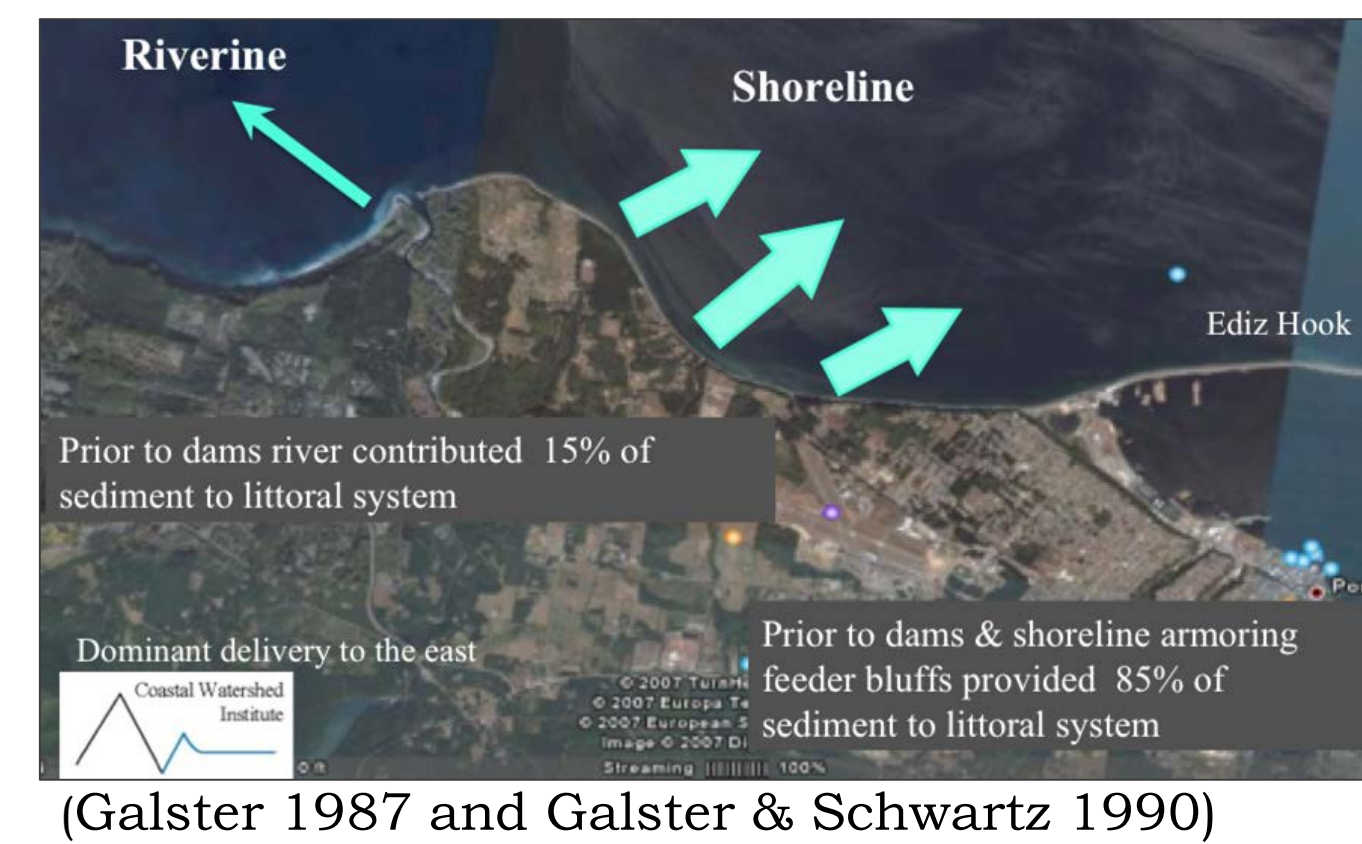 Riverine
Shoreline
Ediz Hook
Prior to dams river contributed 15% of
sediment to littoral system
Prior to dams & shoreline armoring
feeder bluffs provided 85% of
sediment to littoral system
Dominant delivery to the east
Coastal Watershed
Institute
© 2007
© 2007 Europa
© 2007 European
Image © 2007
Streaming 100%
(Galster 1987 and Galster & Schwartz 1990)